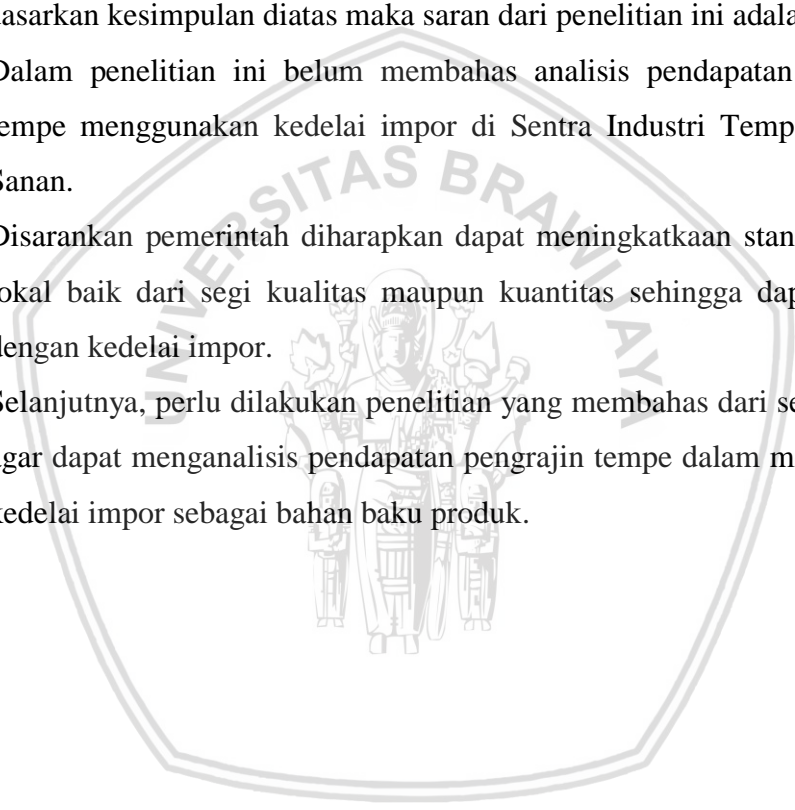 dasarkan kesimpulan diatas maka saran dari penelitian ini adala
Dalam penelitian ini belum membahas analisis pendapatan
tempe menggunakan kedelai impor di Sentra Industri Temp
Sanan.
Disarankan pemerintah diharapkan dapat meningkatkaan stan
lokal baik dari segi kualitas maupun kuantitas sehingga dap
dengan kedelai impor.
Selanjutnya, perlu dilakukan penelitian yang membahas dari se
agar dapat menganalisis pendapatan pengrajin tempe dalam m
kedelai impor sebagai bahan baku produk.
UNIVERSITAS BRAWIJAYA